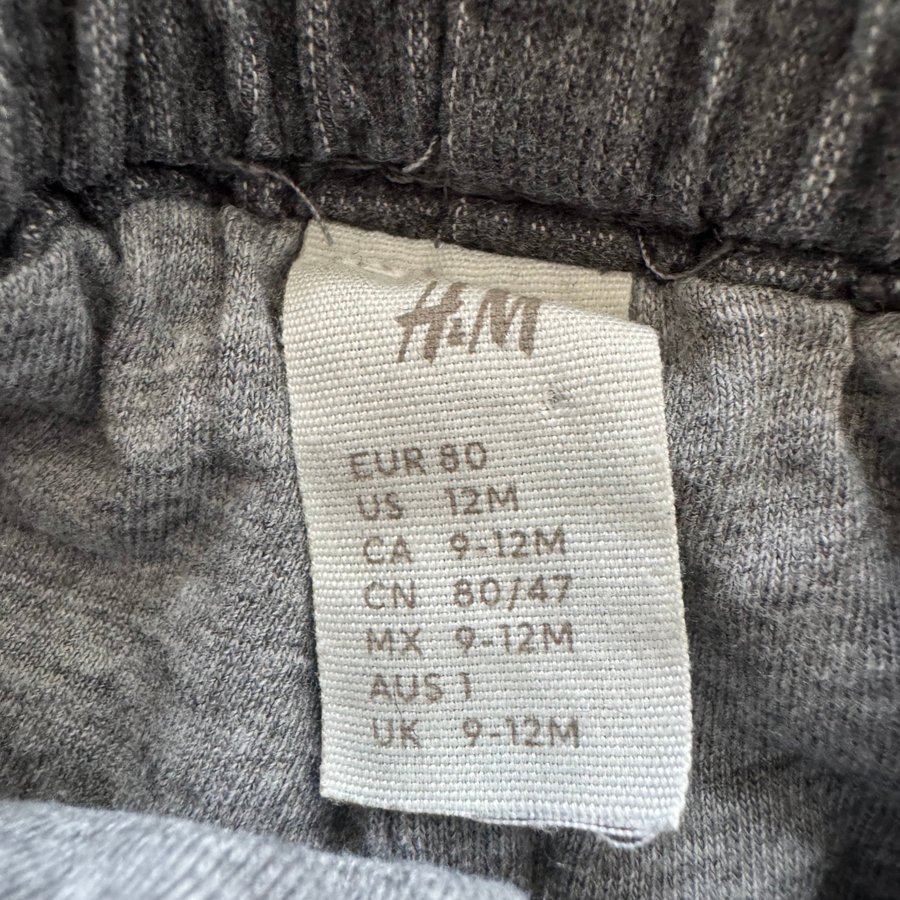 H&M
EUR 80
US 12M
CA 9-12M
CN 80/47
MX 9-12M
AUS 1
UK 9-12M